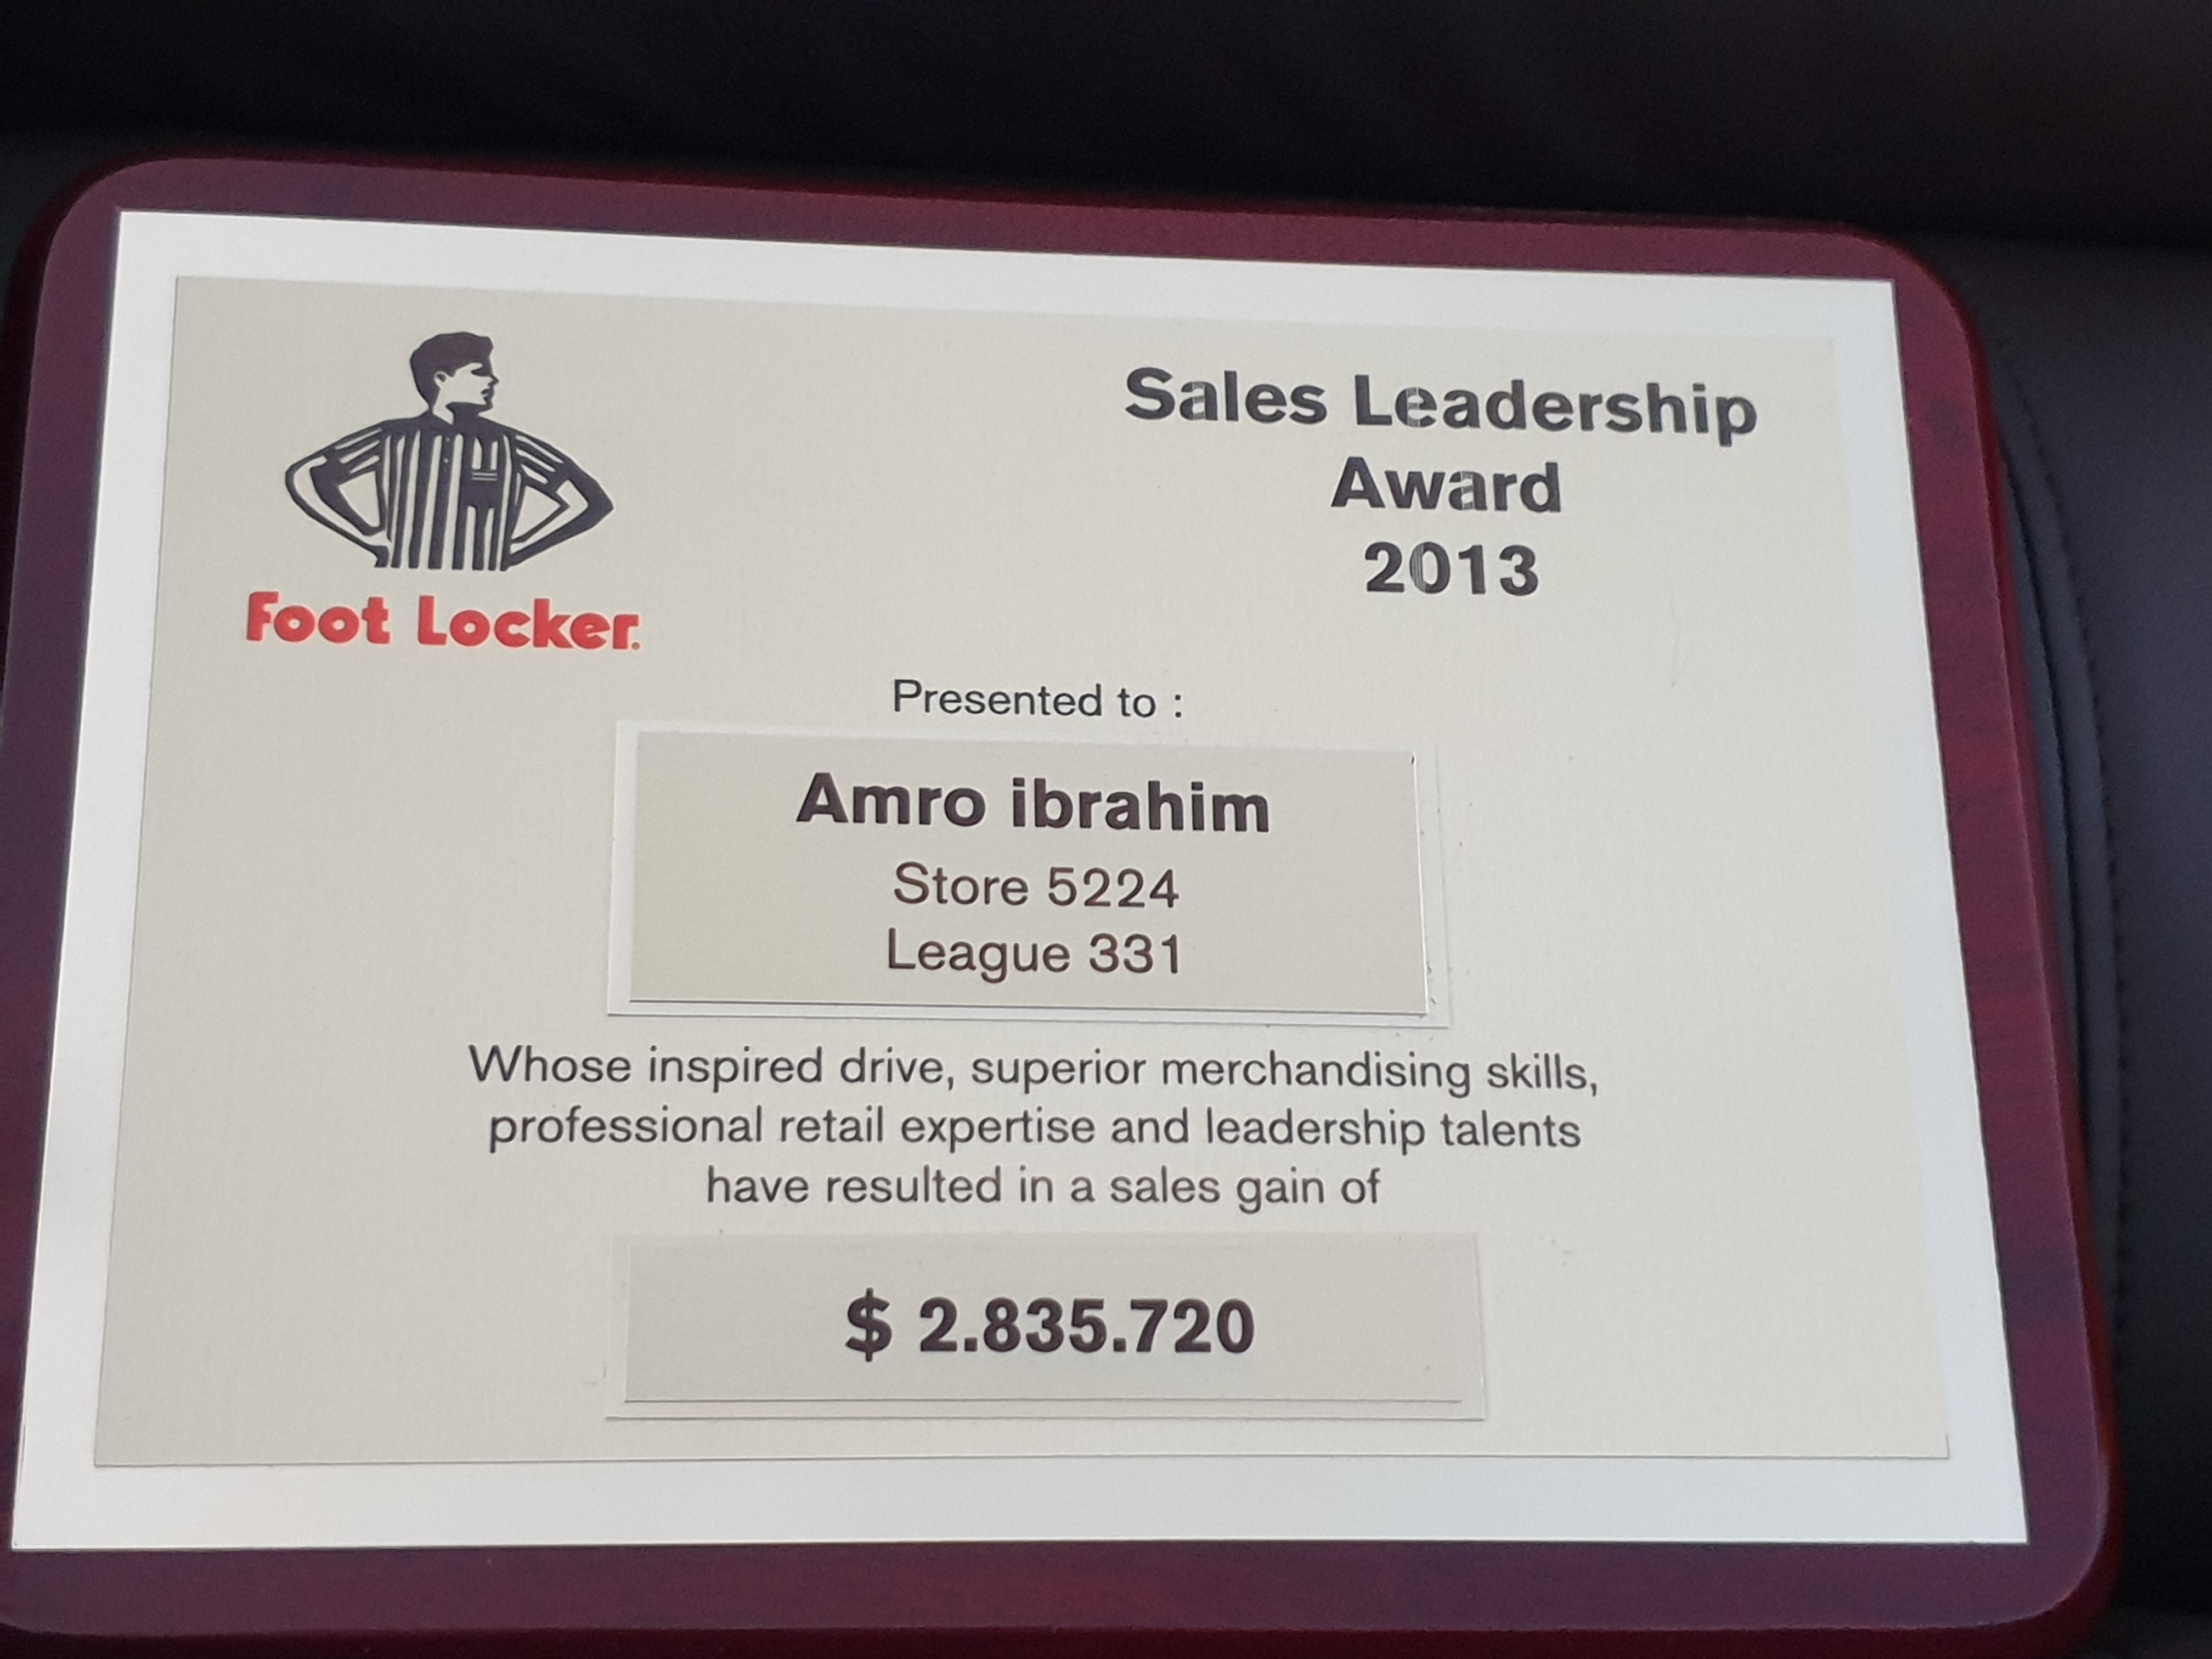 Foot Locker.
Sales Leadership
Award
2013
Presented to :
Amro ibrahim
Store 5224
League 331
Whose inspired drive, superior merchandising skills,
professional retail expertise and leadership talents
have resulted in a sales gain of
$ 2.835.720